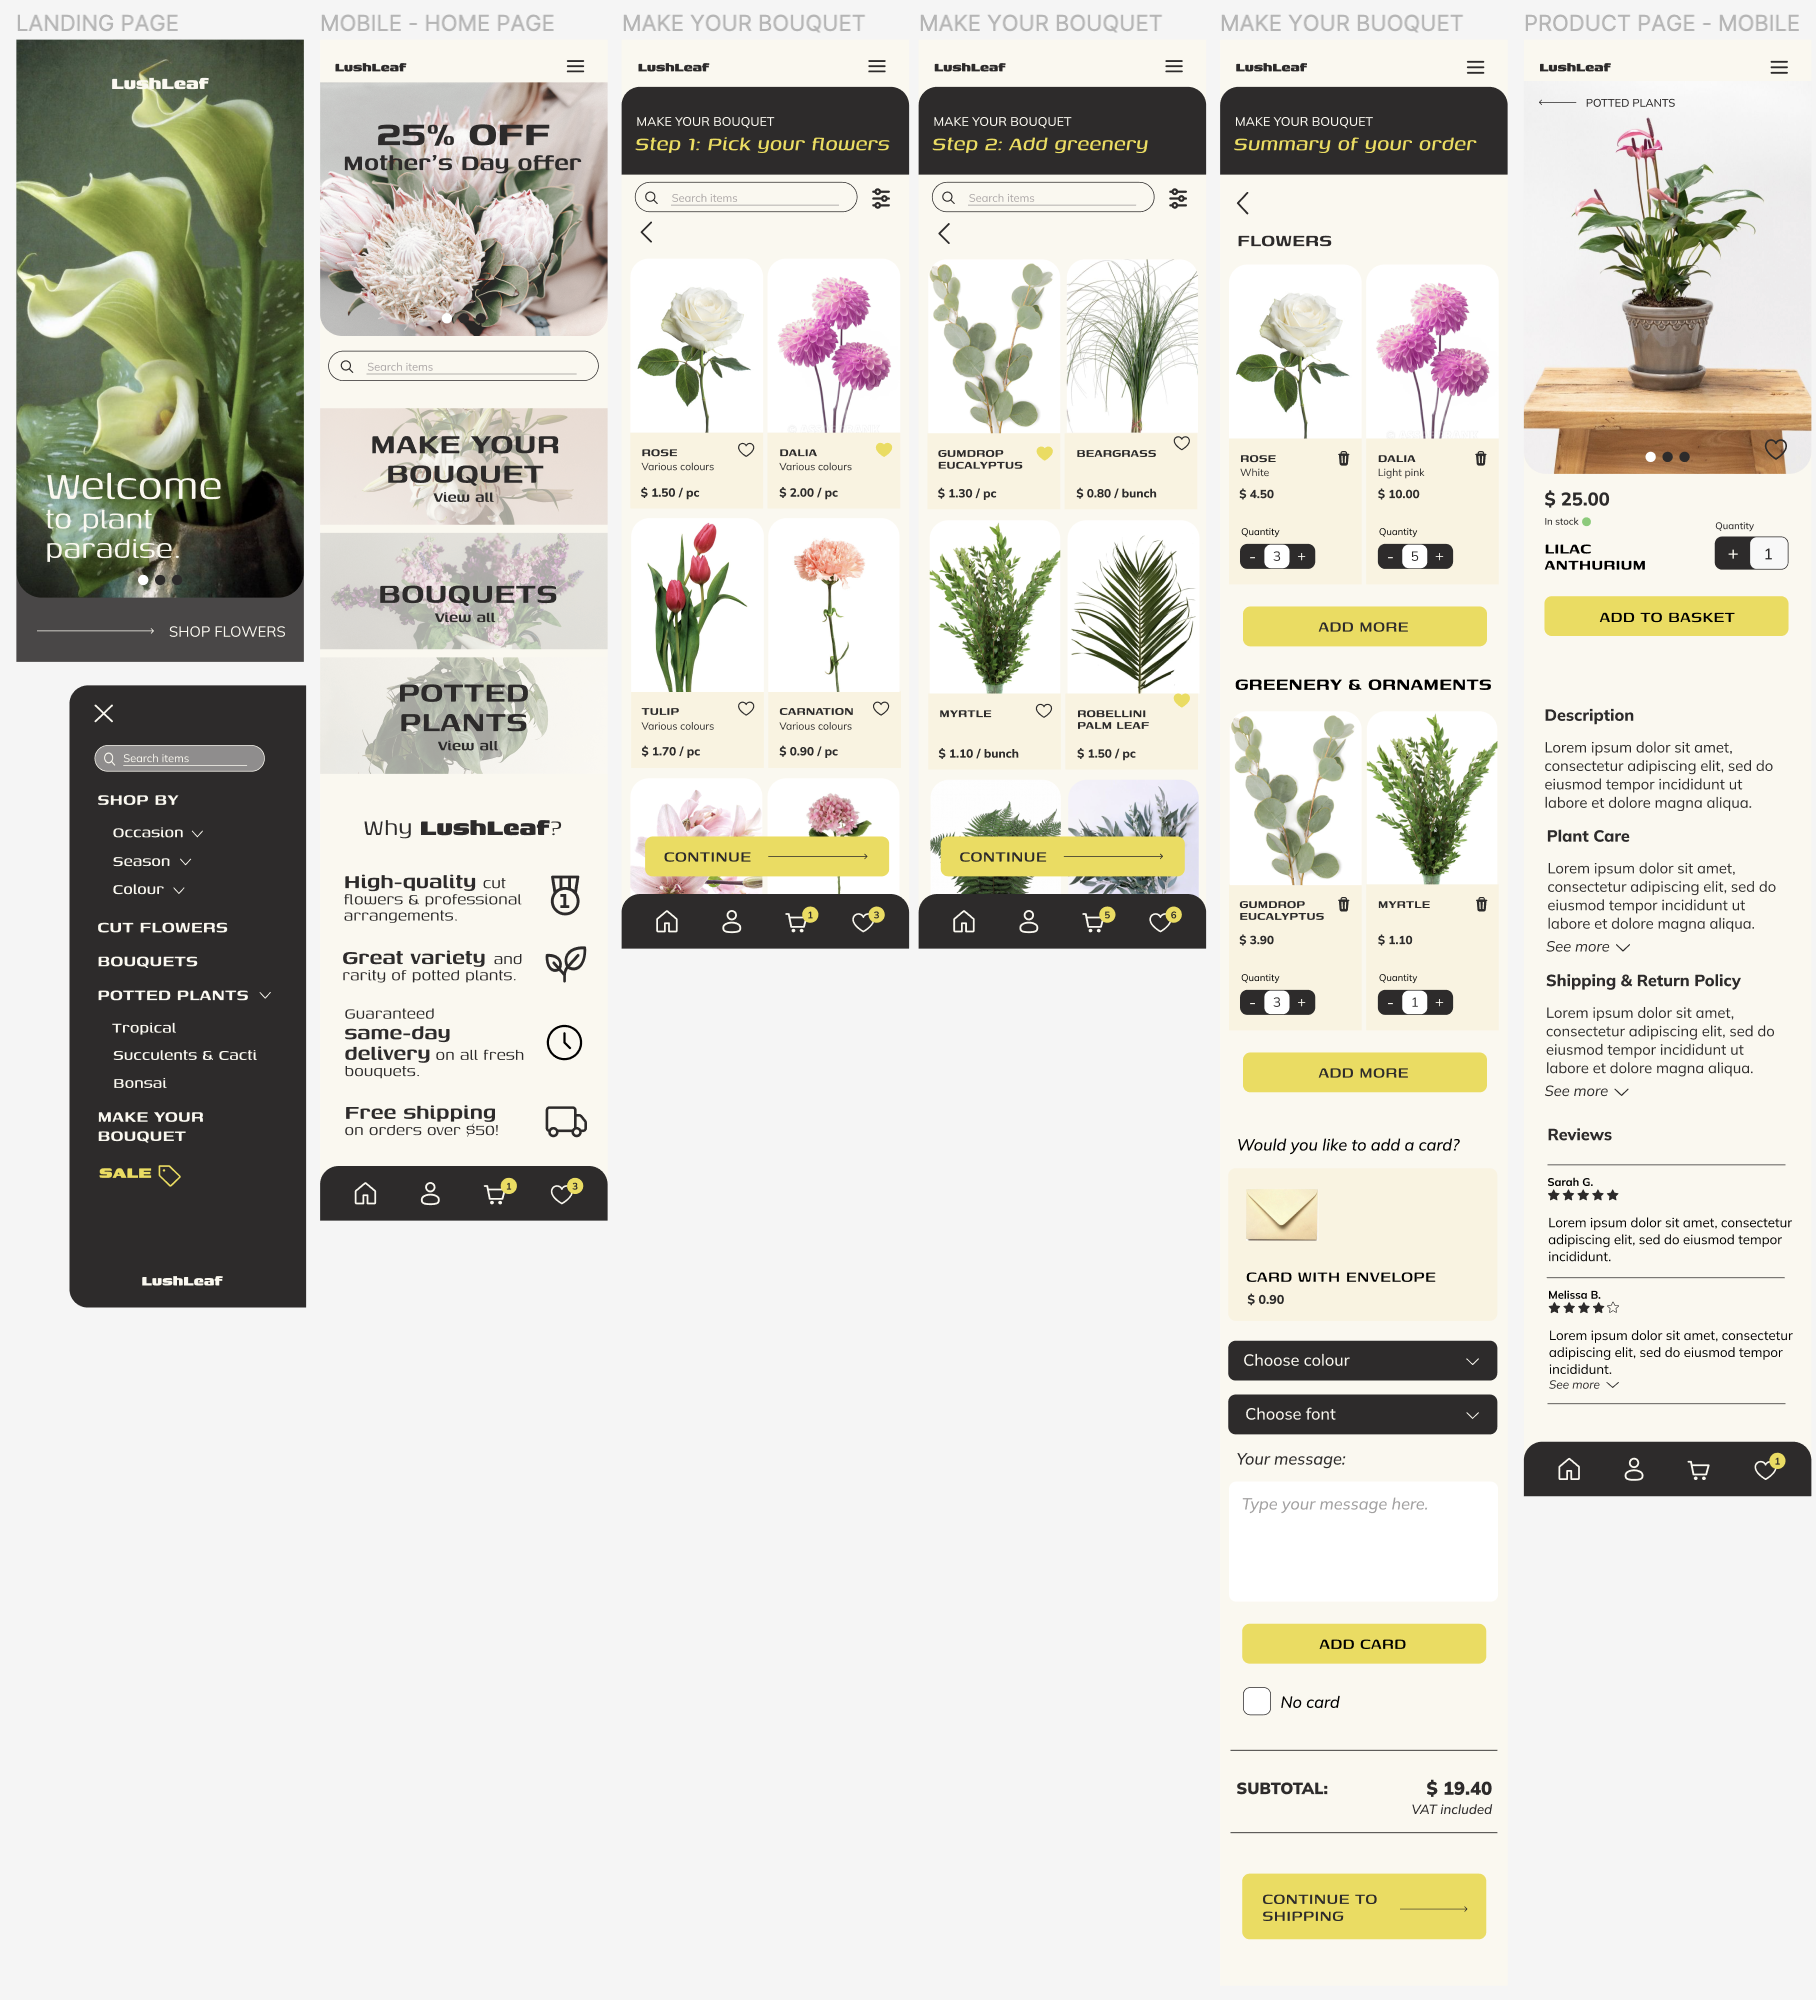 LANDING PAGE
LushLeaf
Welcome
to plant
paradise.
SHOP FLOWERS
Search items
SHOP BY
Occasion
Season
Colour
CUT FLOWERS
BOUQUETS
POTTED PLANTS
Tropical
Succulents & Cacti
Bonsai
MAKE YOUR
BOUQUET
SALE
LushLeaf
MOBILE - HOME PAGE
LushLeaf
25% OFF
Mother's Day offer
Search items
MAKE YOUR
BOUQUET
View all
BOUQUETS
View all
POTTED
PLANTS
View all
Why LushLeaf?
High-quality cut
flowers & professional
arrangements.
1
Great variety and
rarity of potted plants.
Guaranteed
same-day
delivery on all fresh
bouquets.
Free shipping
on orders over $50!
1
3
MAKE YOUR BOUQUET
LushLeaf
MAKE YOUR BOUQUET
Step 1: Pick your flowers
Search items
ROSE
Various colours
$ 1.50 / pc
DALIA
Various colours
$ 2.00 / pc
TULIP
Various colours
$ 1.70 / pc
CARNATION
Various colours
$ 0.90 / pc
CONTINUE
1
3
MAKE YOUR BOUQUET
LushLeaf
MAKE YOUR BOUQUET
Step 2: Add greenery
Search items
GUMDROP
EUCALYPTUS
$ 1.30 / pc
BEARGRASS
$ 0.80 / bunch
MYRTLE
$ 1.10 / bunch
ROBELLINI
PALM LEAF
$ 1.50 / pc
CONTINUE
5
6
MAKE YOUR BUOQUET
LushLeaf
MAKE YOUR BOUQUET
Summary of your order
FLOWERS
ROSE
White
$ 4.50
Quantity
- 3 +
DALIA
Light pink
$ 10.00
Quantity
- 5 +
ADD MORE
GREENERY & ORNAMENTS
GUMDROP
EUCALYPTUS
$ 3.90
Quantity
- 3 +
MYRTLE
$ 1.10
Quantity
- 1 +
ADD MORE
Would you like to add a card?
CARD WITH ENVELOPE
$ 0.90
Choose colour
Choose font
Your message:
Type your message here.
ADD CARD
No card
SUBTOTAL:
$ 19.40
VAT included
CONTINUE TO
SHIPPING
PRODUCT PAGE - MOBILE
LushLeaf
POTTED PLANTS
$ 25.00
In stock
LILAC
ANTHURIUM
Quantity
+ 1
ADD TO BASKET
Description
Lorem ipsum dolor sit amet,
consectetur adipiscing elit, sed do
eiusmod tempor incididunt ut
labore et dolore magna aliqua.
Plant Care
Lorem ipsum dolor sit amet,
consectetur adipiscing elit, sed do
eiusmod tempor incididunt ut
labore et dolore magna aliqua.
See more
Shipping & Return Policy
Lorem ipsum dolor sit amet,
consectetur adipiscing elit, sed do
eiusmod tempor incididunt ut
labore et dolore magna aliqua.
See more
Reviews
Sarah G.
Lorem ipsum dolor sit amet, consectetur
adipiscing elit, sed do eiusmod tempor
incididunt.
Melissa B.
Lorem ipsum dolor sit amet, consectetur
adipiscing elit, sed do eiusmod tempor
incididunt.
See more
1